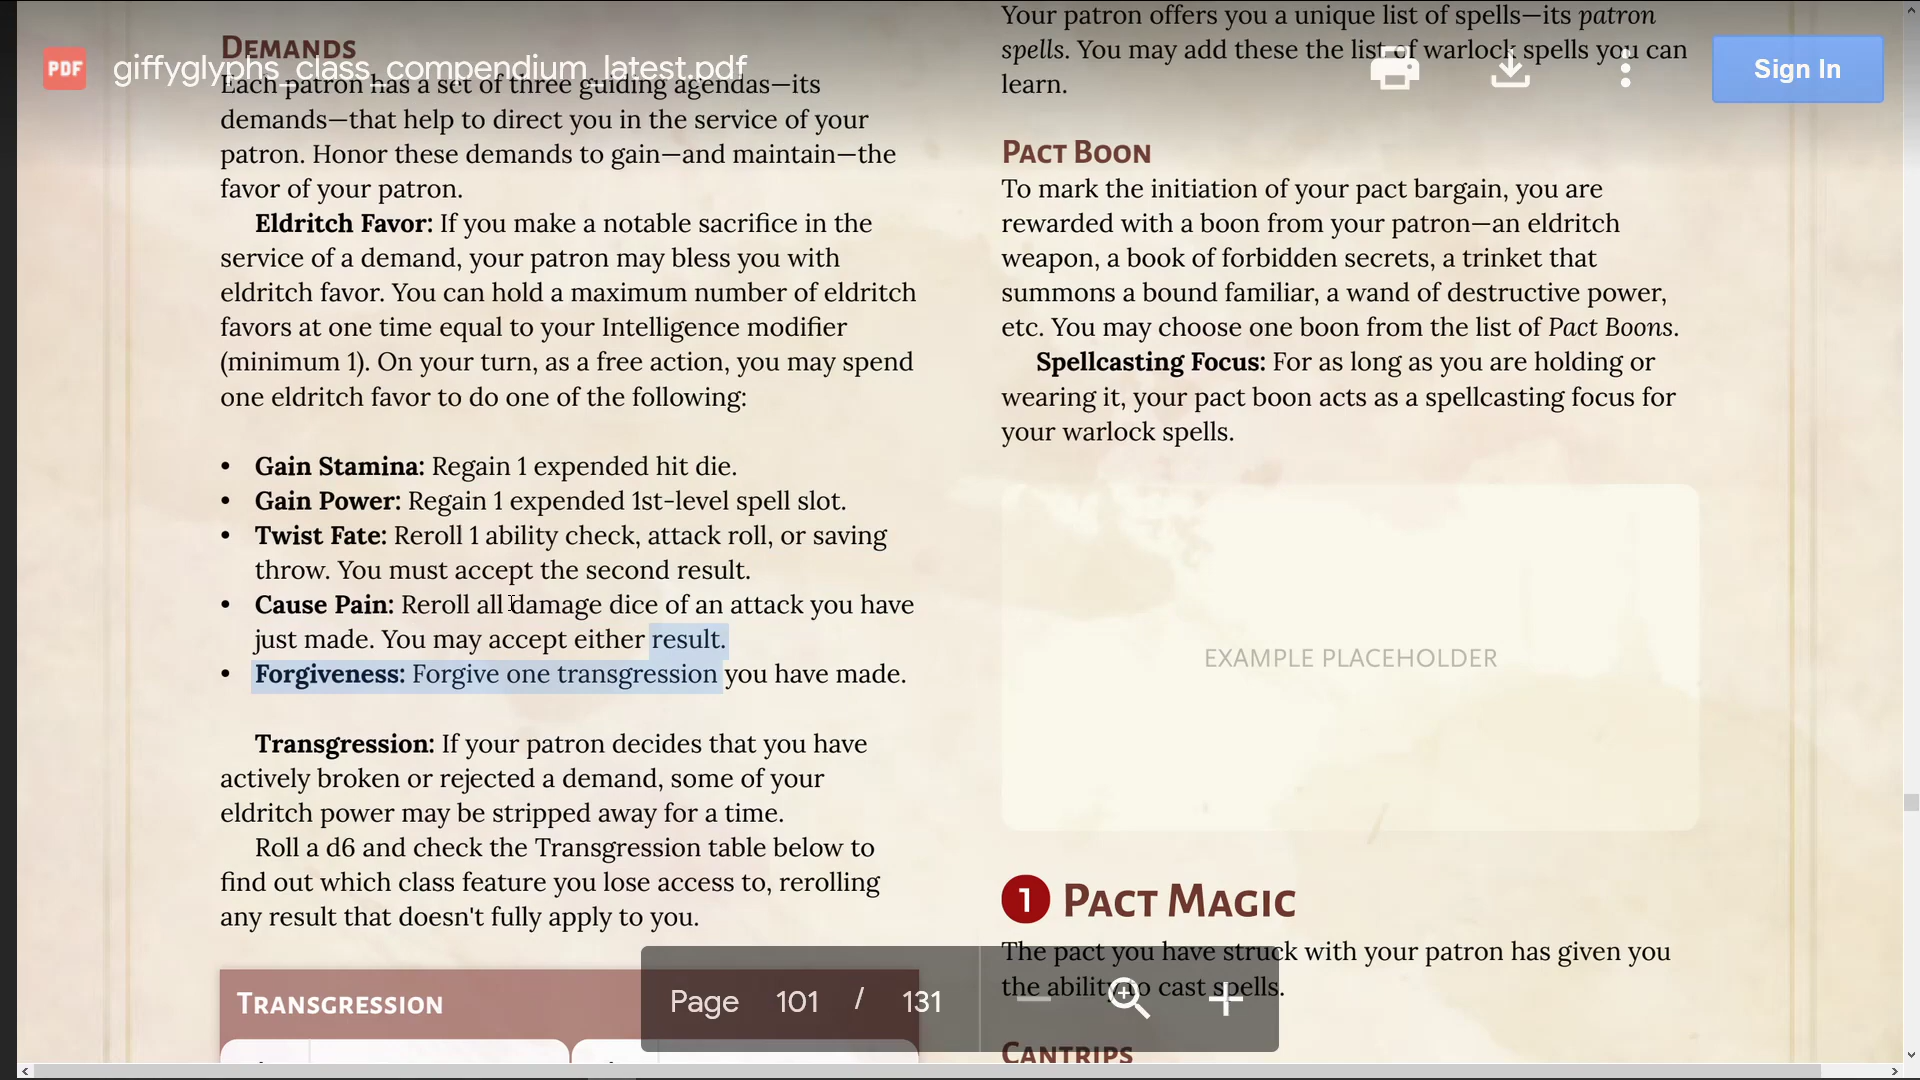 DEMANDS
giffyglyphs_class_compendium_latest.pdf
PDF
Each patron has a set of three guiding agendas—its
demands—that help to direct you in the service of your
patron. Honor these demands to gain—and maintain—the
favor of your patron.
Eldritch Favor: If you make a notable sacrifice in the
service of a demand, your patron may bless you with
eldritch favor. You can hold a maximum number of eldritch
favors at one time equal to your Intelligence modifier
(minimum 1). On your turn, as a free action, you may spend
one eldritch favor to do one of the following:
• Gain Stamina: Regain 1 expended hit die.
• Gain Power: Regain 1 expended 1st-level spell slot.
• Twist Fate: Reroll 1 ability check, attack roll, or saving
throw. You must accept the second result.
• Cause Pain: Reroll all damage dice of an attack you have
just made. You may accept either result.
• Forgiveness: Forgive one transgression you have made.
Transgression: If your patron decides that you have
actively broken or rejected a demand, some of your
eldritch power may be stripped away for a time.
Roll a d6 and check the Transgression table below to
find out which class feature you lose access to, rerolling
any result that doesn't fully apply to you.
TRANSGRESSION
Your patron offers you a unique list of spells—its patron
spells. You may add these the list of warlock spells you can
learn.
Sign In
PACT BOON
To mark the initiation of your pact bargain, you are
rewarded with a boon from your patron—an eldritch
weapon, a book of forbidden secrets, a trinket that
summons a bound familiar, a wand of destructive power,
etc. You may choose one boon from the list of Pact Boons.
Spellcasting Focus: For as long as you are holding or
wearing it, your pact boon acts as a spellcasting focus for
your warlock spells.
EXAMPLE PLACEHOLDER
1 PACT MAGIC
The pact you have struck with your patron has given you
the ability to cast spells.
CANTRIPS
Page 101 / 131